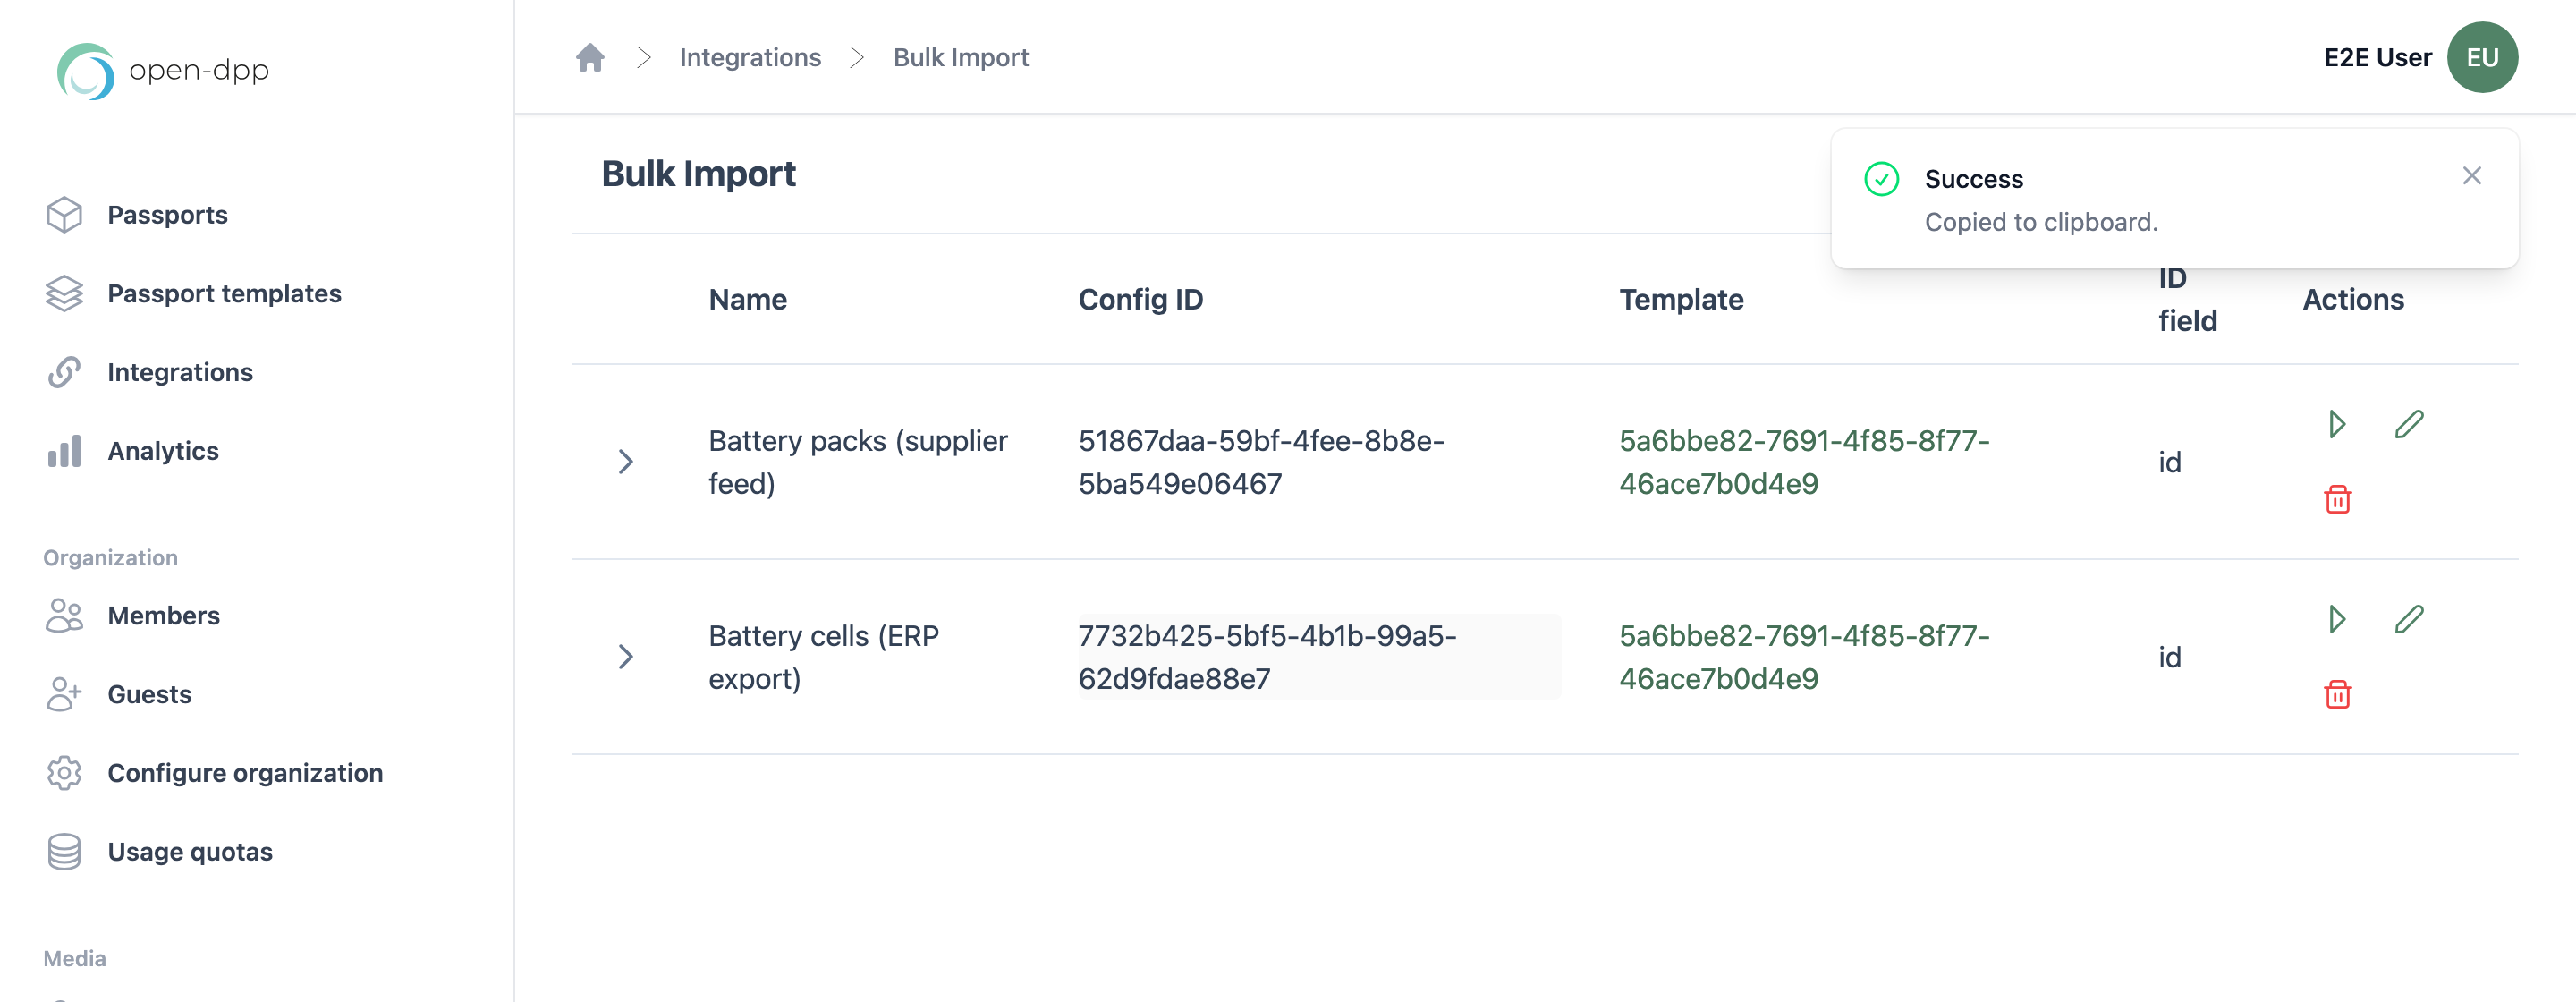 open-dpp
Passports
Passport templates
Integrations
Analytics
Organization
Members
Guests
Configure organization
Usage quotas
Media
Integrations
Bulk Import
E2E User
EU
Bulk Import
Success
Copied to clipboard.
Name
Config ID
Template
ID
field
Actions
Battery packs (supplier
feed)
51867daa-59bf-4fee-8b8e-
5ba549e06467
5a6bbe82-7691-4f85-8f77-
46ace7b0d4e9
id
Battery cells (ERP
export)
7732b425-5bf5-4b1b-99a5-
62d9fdae88e7
5a6bbe82-7691-4f85-8f77-
46ace7b0d4e9
id